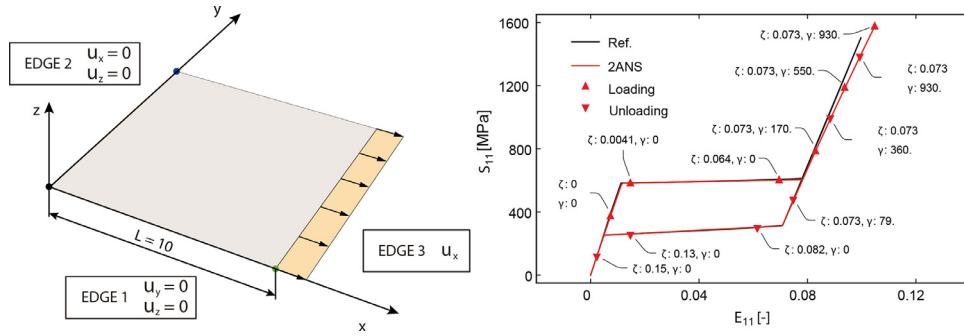 y
EDGE 2
u_x = 0
u_z = 0
z
L = 10
EDGE 3 u_x
EDGE 1
u_y = 0
u_z = 0
x
S_11 [MPa]
1600
1200
800
400
0
Ref.
2ANS
Loading
Unloading
ζ: 0.073, γ: 930.
ζ: 0.073, γ: 550.
ζ: 0.073
γ: 930.
ζ: 0.073, γ: 170.
ζ: 0.0041, γ: 0
ζ: 0.064, γ: 0
ζ: 0.073
γ: 360.
ζ: 0
γ: 0
ζ: 0.073,
γ: 79.
ζ: 0.13, γ: 0
ζ: 0.082, γ: 0
ζ: 0.15, γ: 0
0 0.04 0.08 0.12
E_11 [-]